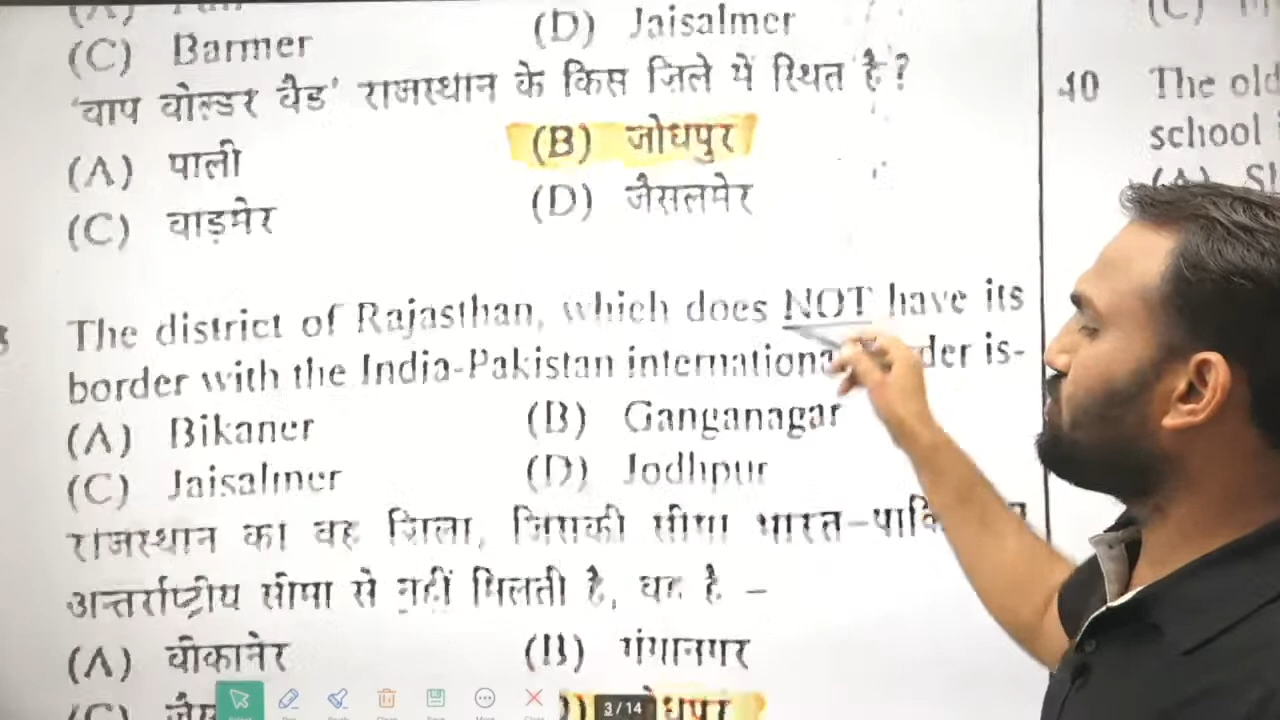 (C) Barmer
(D) Jaisalmer
'वाप वोल्डर वैड' राजस्थान के किस ज़िले में स्थित है?
(A) पाली
(B) जोधपुर
(C) वाड़मेर
(D) जैसलमेर
The district of Rajasthan, which does NOT have its
border with the India-Pakistan is-
(A) Bikaner
(B) Ganganagar
(C) Jaisalmer
(D) Jodhpur
राजस्थान का वह ज़िला, जिसकी सीमा भारत-
अन्तर्राष्ट्रीय सीमा से नहीं मिलती है, वह है –
(A) वीकानेर
(B) गंगानगर
3/14
40 The old
school